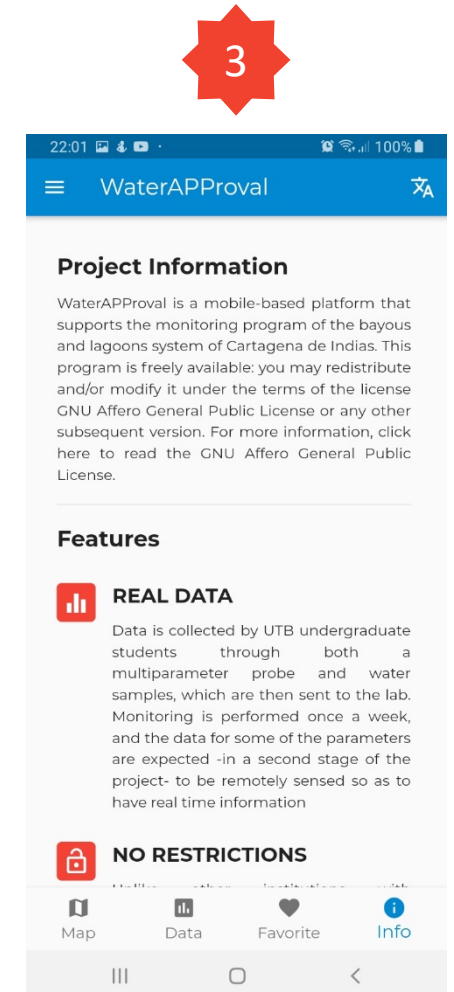 3
22:01 100%
WaterAPProval
Project Information
WaterAPProval is a mobile-based platform that
supports the monitoring program of the bayous
and lagoons system of Cartagena de Indias. This
program is freely available: you may redistribute
and/or modify it under the terms of the license
GNU Affero General Public License or any other
subsequent version. For more information, click
here to read the GNU Affero General Public
License.
Features
REAL DATA
Data is collected by UTB undergraduate
students through both a
multiparameter probe and water
samples, which are then sent to the lab.
Monitoring is performed once a week,
and the data for some of the parameters
are expected -in a second stage of the
project- to be remotely sensed so as to
have real time information
NO RESTRICTIONS
Unlike other institutions with
Map Data Favorite Info